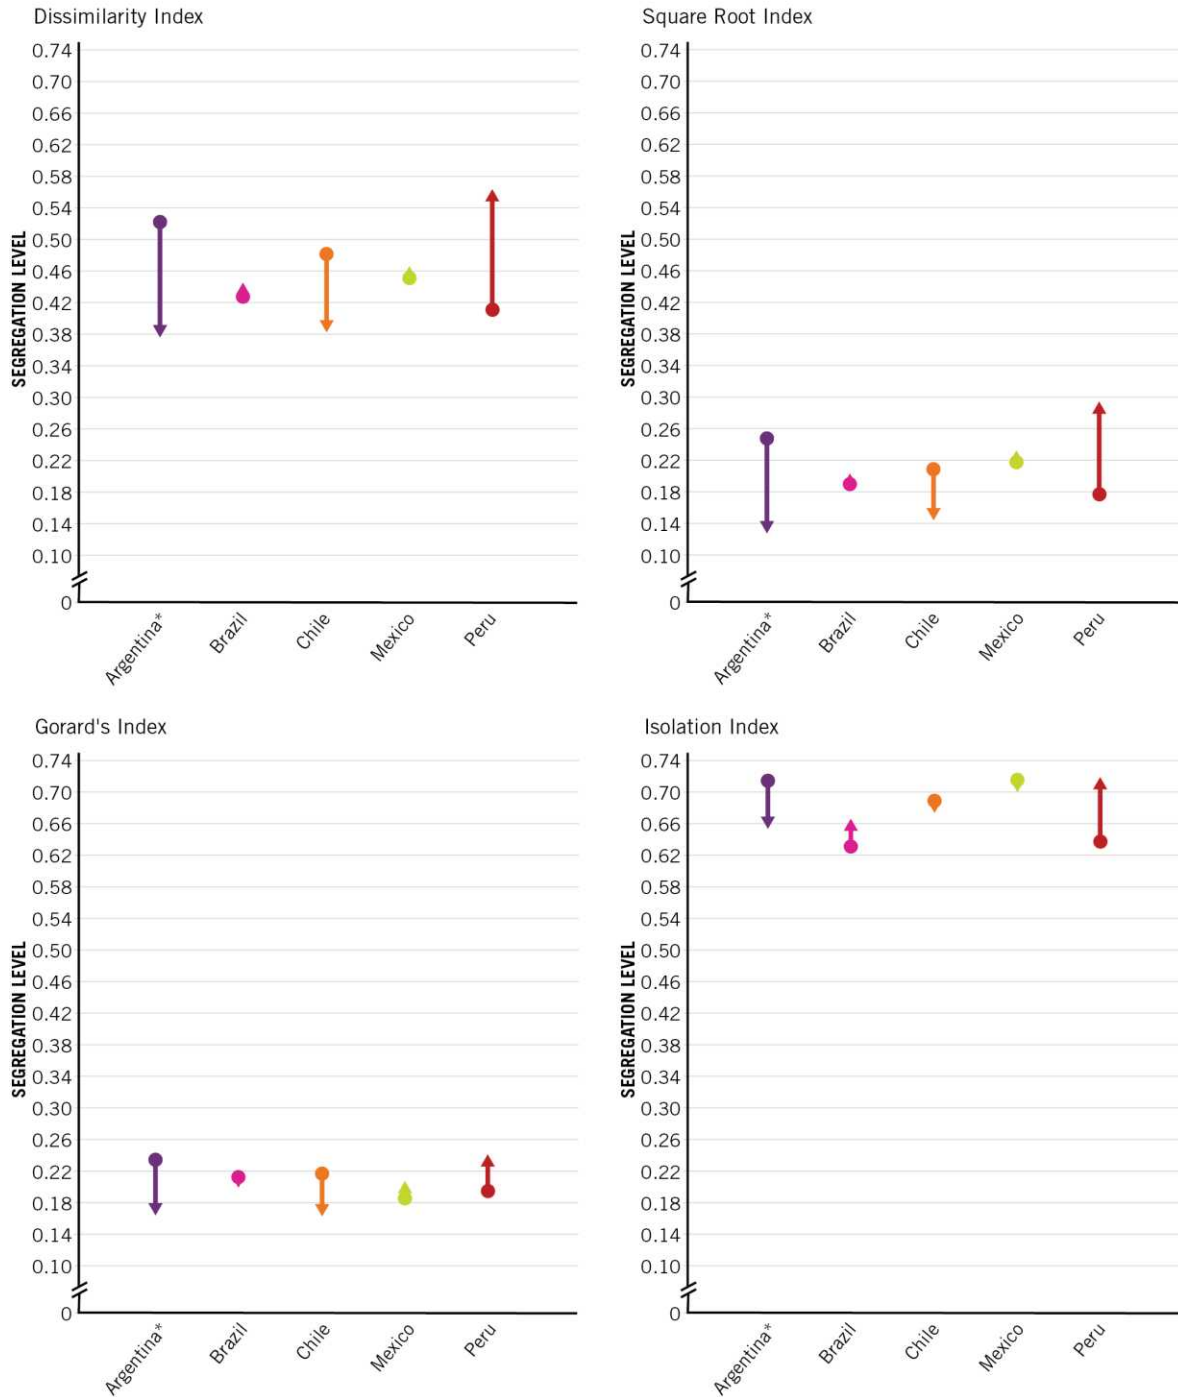 Dissimilarity Index
SEGREGATION LEVEL
0.74
0.70
0.66
0.62
0.58
0.54
0.50
0.46
0.42
0.38
0.34
0.30
0.26
0.22
0.18
0.14
0.10
0
Argentina*
Brazil
Chile
Mexico
Peru
Square Root Index
SEGREGATION LEVEL
0.74
0.70
0.66
0.62
0.58
0.54
0.50
0.46
0.42
0.38
0.34
0.30
0.26
0.22
0.18
0.14
0.10
0
Argentina*
Brazil
Chile
Mexico
Peru
Gorard's Index
SEGREGATION LEVEL
0.74
0.70
0.66
0.62
0.58
0.54
0.50
0.46
0.42
0.38
0.34
0.30
0.26
0.22
0.18
0.14
0.10
0
Argentina*
Brazil
Chile
Mexico
Peru
Isolation Index
SEGREGATION LEVEL
0.74
0.70
0.66
0.62
0.58
0.54
0.50
0.46
0.42
0.38
0.34
0.30
0.26
0.22
0.18
0.14
0.10
0
Argentina*
Brazil
Chile
Mexico
Peru